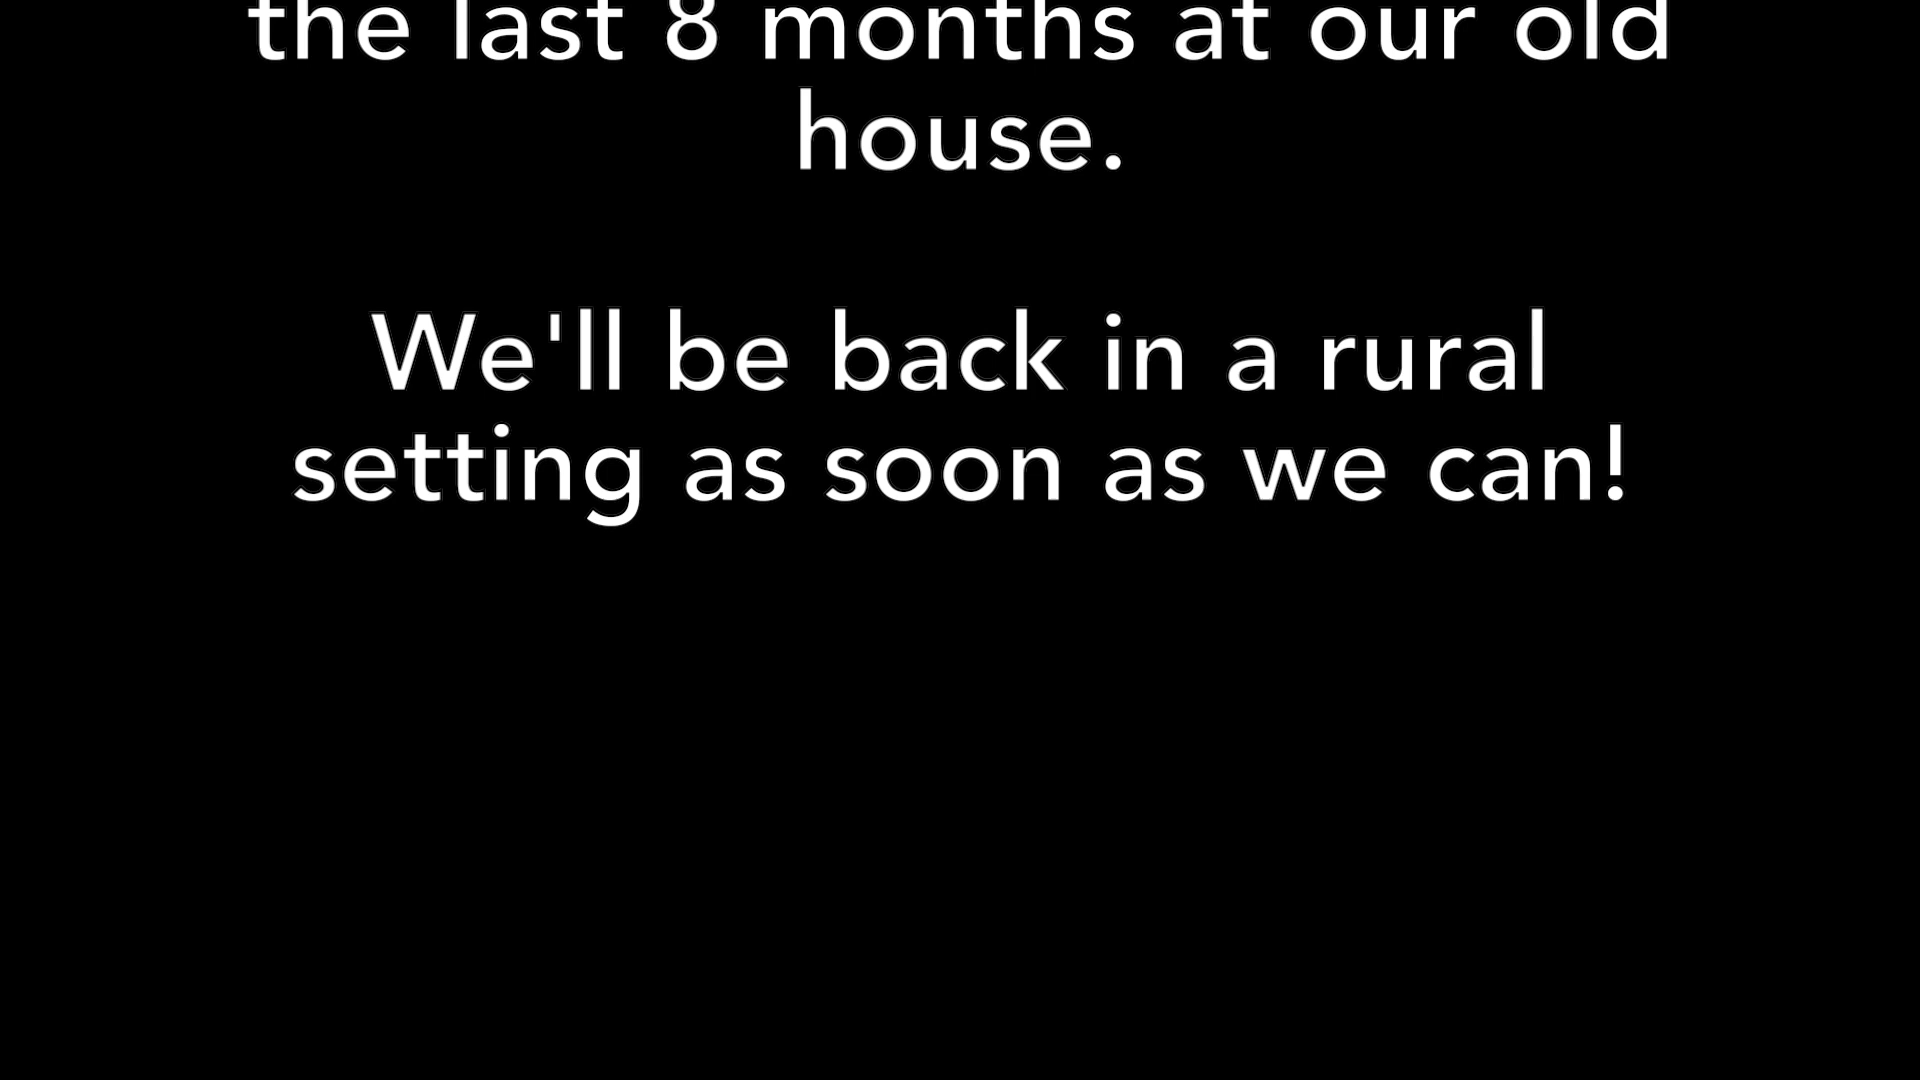 the last 8 months at our old
house.
We'll be back in a rural
setting as soon as we can!